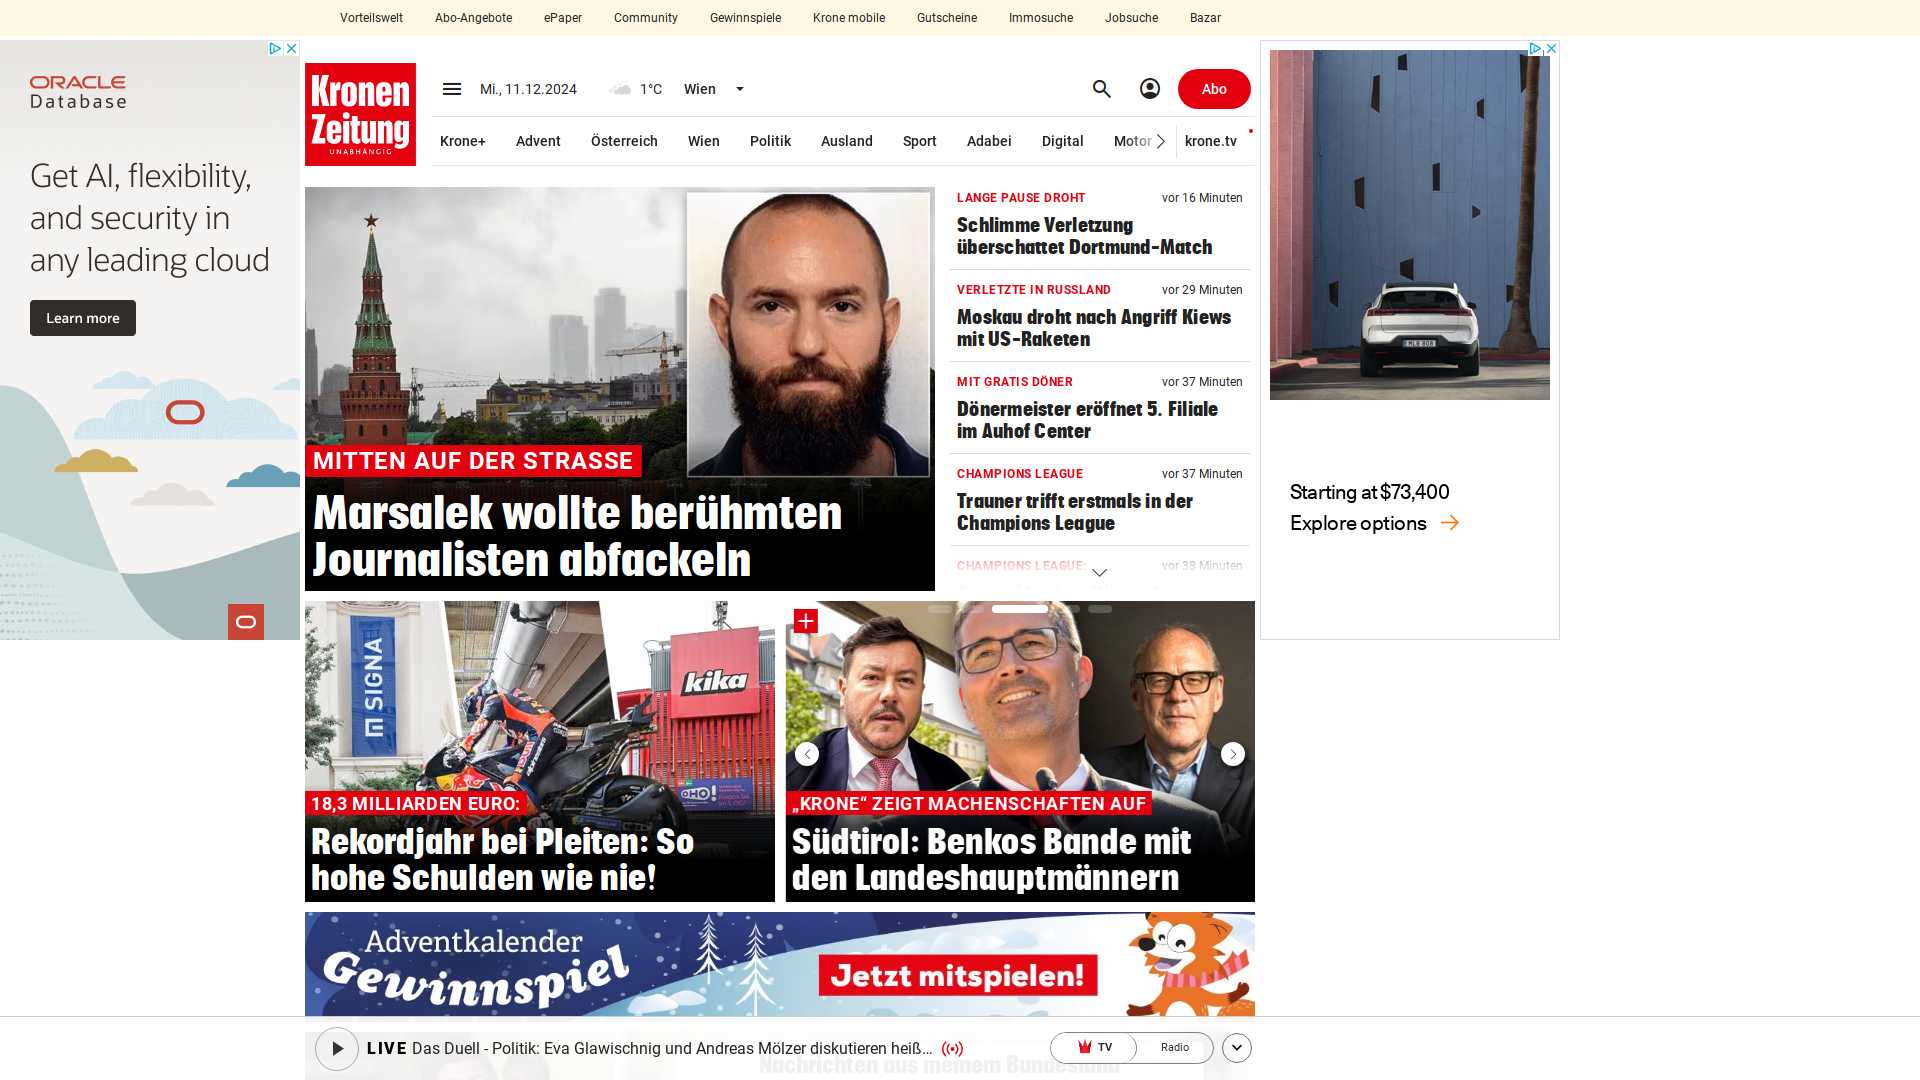 Vorteilswelt
Abo-Angebote
ePaper
Community
Gewinnspiele
Krone mobile
Gutscheine
Immosuche
Jobsuche
Bazar
ORACLE
Database
Get AI, flexibility,
and security in
any leading cloud
Learn more
Kronen
Zeitung
UNABHÄNGIG
Mi., 11.12.2024
1°C
Wien
Abo
Krone+
Advent
Österreich
Wien
Politik
Ausland
Sport
Adabei
Digital
Motor
krone.tv
MITTEN AUF DER STRASSE
Marsalek wollte berühmten
Journalisten abfackeln
LANGE PAUSE DROHT
vor 16 Minuten
Schlimme Verletzung
überschattet Dortmund-Match
VERLETZTE IN RUSSLAND
vor 29 Minuten
Moskau droht nach Angriff Kiews
mit US-Raketen
MIT GRATIS DÖNER
vor 37 Minuten
Dönermeister eröffnet 5. Filiale
im Auhof Center
CHAMPIONS LEAGUE
vor 37 Minuten
Trauner trifft erstmals in der
Champions League
CHAMPIONS LEAGUE:
vor 38 Minuten
Starting at $73,400
Explore options
SIGNA
kika
OHO!
18,3 MILLIARDEN EURO:
Rekordjahr bei Pleiten: So
hohe Schulden wie nie!
„KRONE“ ZEIGT MACHENSCHAFTEN AUF
Südtirol: Benkos Bande mit
den Landeshauptmännern
Adventkalender
Gewinnspiel
Jetzt mitspielen!
LIVE Das Duell - Politik: Eva Glawischnig und Andreas Mölzer diskutieren heiß...
TV
Radio
Nachrichten aus meinem Bundesland